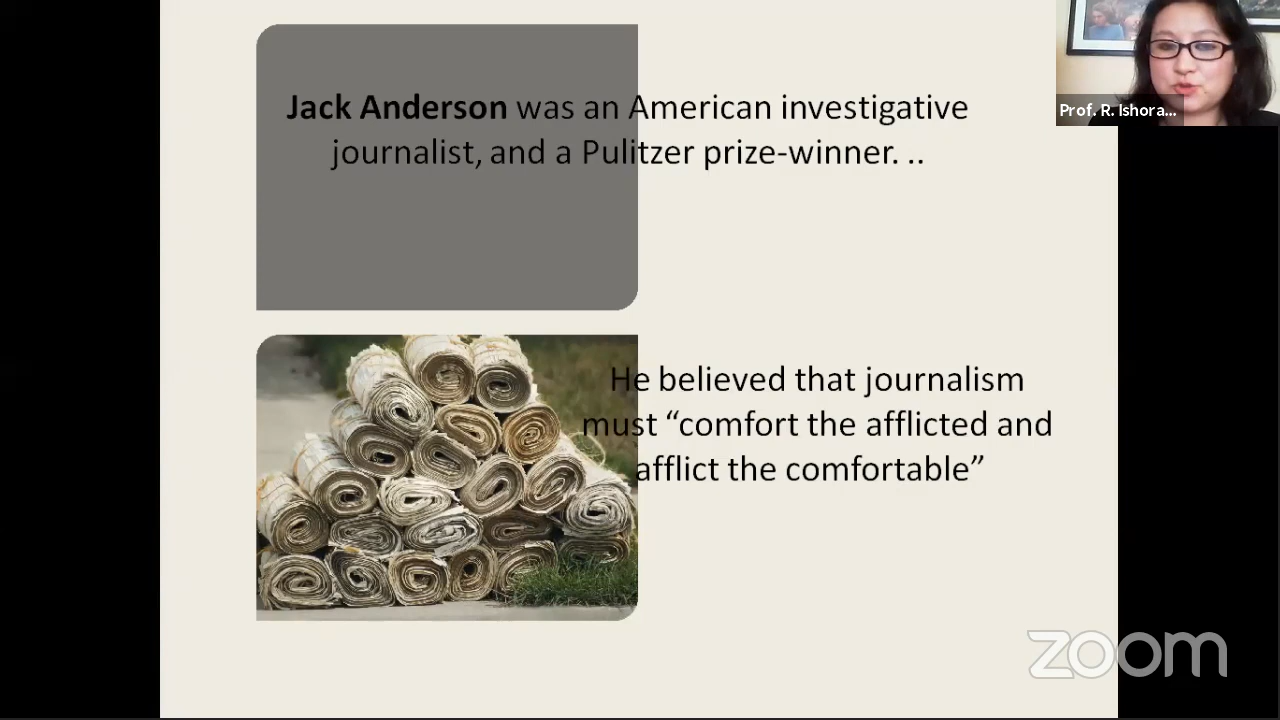 Jack Anderson was an American investigative
journalist, and a Pulitzer prize-winner. ..
He believed that journalism
must “comfort the afflicted and
afflict the comfortable”
Prof. R. Ishora...
zoom